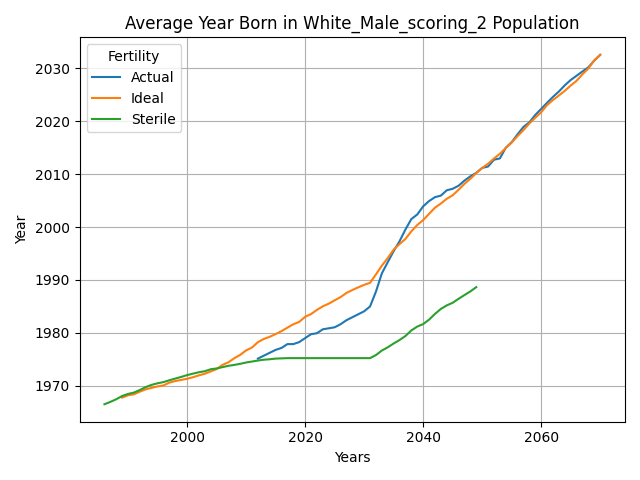 Average Year Born in White_Male_scoring_2 Population
Fertility
Actual
Ideal
Sterile
2030
2020
2010
2000
1990
1980
1970
Year
2000
2020
2040
2060
Years